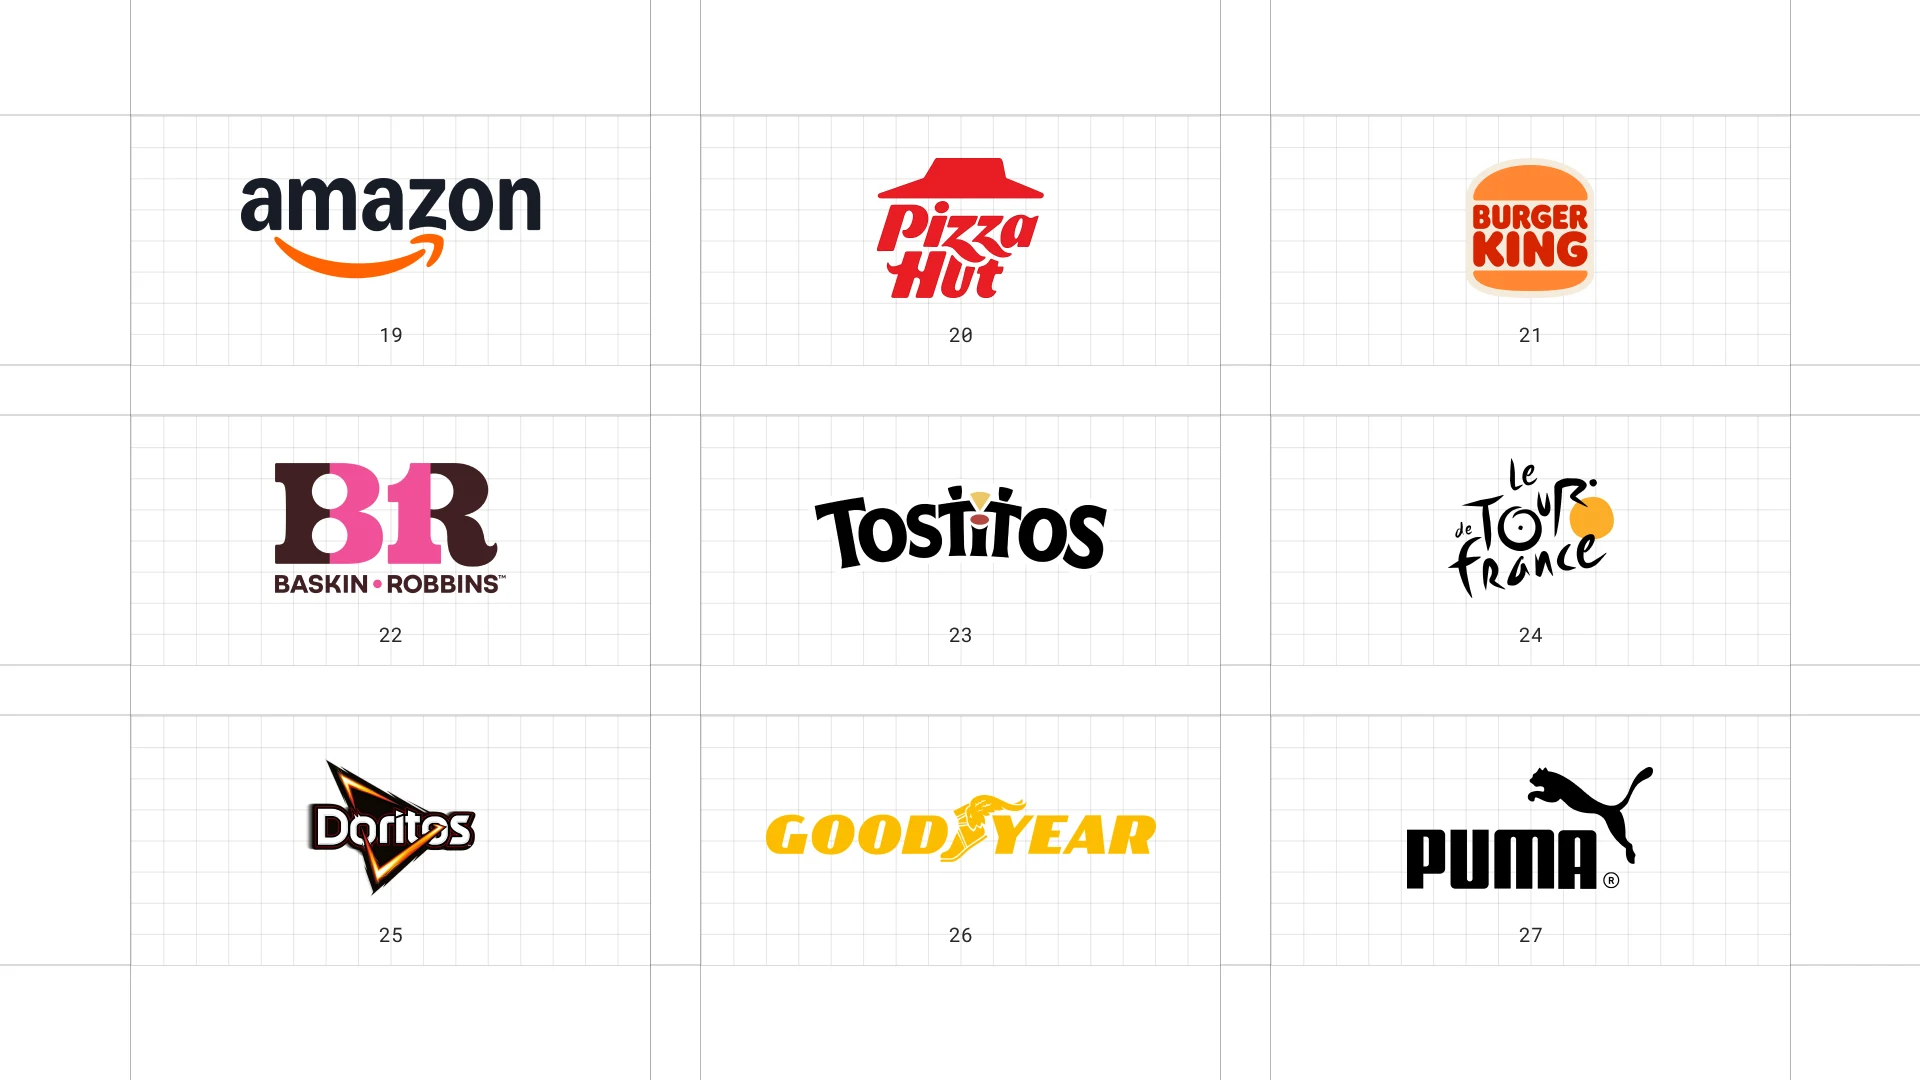 amazon
19
Pizza
Hut
20
BURGER
KING
21
BR
BASKIN • ROBBINS™
22
TOSTITOS
23
Le
TOUR
de
france
24
Doritos
25
GOODYEAR
26
PUMA®
27